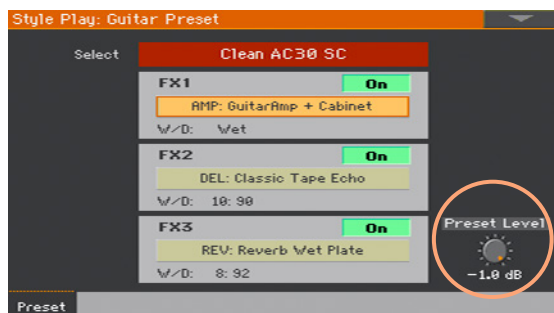 Style Play: Guitar Preset
Select Clean AC30 SC
FX1 On
AMP: GuitarAmp + Cabinet
W/D: Wet
FX2 On
DEL: Classic Tape Echo
W/D: 10:90
FX3 On
REV: Reverb Wet Plate
W/D: 8:92
Preset Level
-1.0 dB
Preset